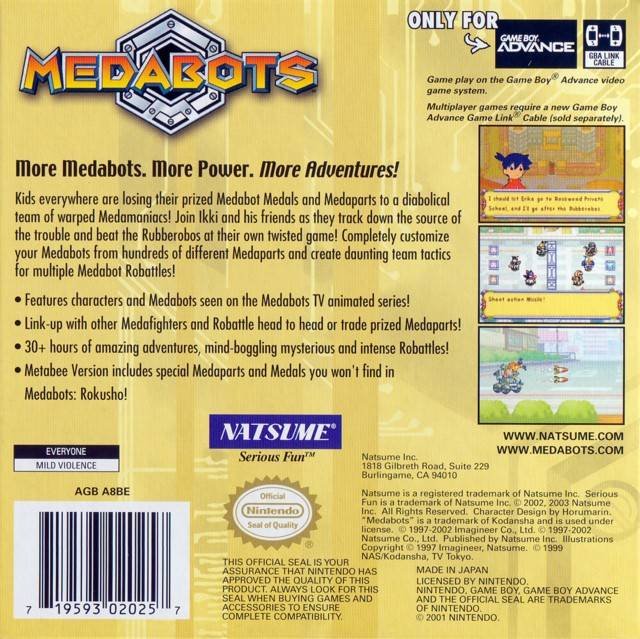 ONLY FOR
GAME BOY
ADVANCE
GBA LINK
CABLE
MEDABOTS
Game play on the Game Boy® Advance video
game system.
Multiplayer games require a new Game Boy
Advance Game Link® Cable (sold separately).
More Medabots. More Power. More Adventures!
Kids everywhere are losing their prized Medabot Medals and Medaparts to a diabolical
team of warped Medamaniacs! Join Ikki and his friends as they track down the source of
the trouble and beat the Rubberobos at their own twisted game! Completely customize
your Medabots from hundreds of different Medaparts and create daunting team tactics
for multiple Medabot Robattles!
• Features characters and Medabots seen on the Medabots TV animated series!
• Link-up with other Medafighters and Robattle head to head or trade prized Medaparts!
• 30+ hours of amazing adventures, mind-boggling mysterious and intense Robattles!
• Metabee Version includes special Medaparts and Medals you won't find in
Medabots: Rokusho!
I should let Erika go to Rosewood Private
School, and I'll go after the Rubberobos
Shoot action Missile!
WWW.NATSUME.COM
WWW.MEDABOTS.COM
NATSUME®
Serious Fun™
EVERYONE
MILD VIOLENCE
AGB A8BE
7 19593 02025 7
Official
Nintendo
Seal of Quality
®
THIS OFFICIAL SEAL IS YOUR
ASSURANCE THAT NINTENDO HAS
APPROVED THE QUALITY OF THIS
PRODUCT. ALWAYS LOOK FOR THIS
SEAL WHEN BUYING GAMES AND
ACCESSORIES TO ENSURE
COMPLETE COMPATIBILITY.
Natsume Inc.
1818 Gilbreth Road, Suite 229
Burlingame, CA 94010
Natsume is a registered trademark of Natsume Inc. Serious
Fun is a trademark of Natsume Inc. © 2002, 2003 Natsume
Inc. All Rights Reserved. Character Design by Horumarin.
"Medabots" is a trademark of Kodansha and is used under
license. © 1997-2002 Imagineer Co., Ltd. © 1997-2002
Natsume Co., Ltd. Published by Natsume Inc. Illustrations
Copyright © 1997 Imagineer, Natsume. © 1999
NAS/Kodansha, TV Tokyo.
MADE IN JAPAN
LICENSED BY NINTENDO.
NINTENDO, GAME BOY, GAME BOY ADVANCE
AND THE OFFICIAL SEAL ARE TRADEMARKS
OF NINTENDO.
© 2001 NINTENDO.